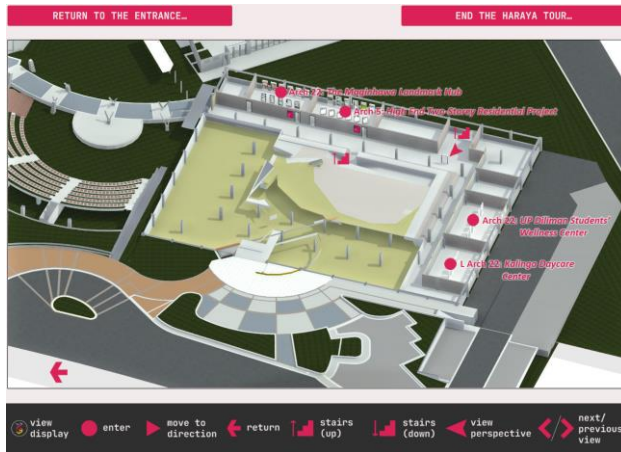 RETURN TO THE ENTRANCE…
END THE HARAYA TOUR…
Arch 22: The Maginhawa Landmark Hub
Arch 5: High End Two-Storey Residential Project
Arch 12: UP Diliman Students'
Wellness Center
L Arch 22: Kalinga Daycare
Center
view
display
enter
move to
direction
return
stairs
(up)
stairs
(down)
view
perspective
next/
previous
view